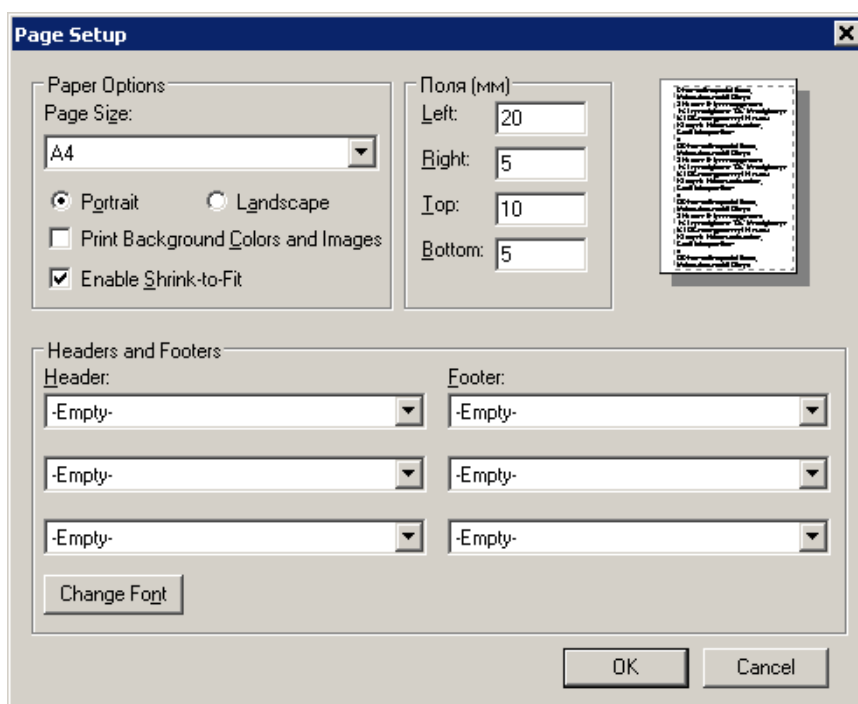 Page Setup
Paper Options
Page Size:
A4
Portrait
Landscape
Print Background Colors and Images
Enable Shrink-to-Fit
Поля (мм)
Left:
20
Right:
5
Top:
10
Bottom:
5
Headers and Footers
Header:
Footer:
-Empty-
-Empty-
-Empty-
-Empty-
-Empty-
-Empty-
Change Font
OK
Cancel